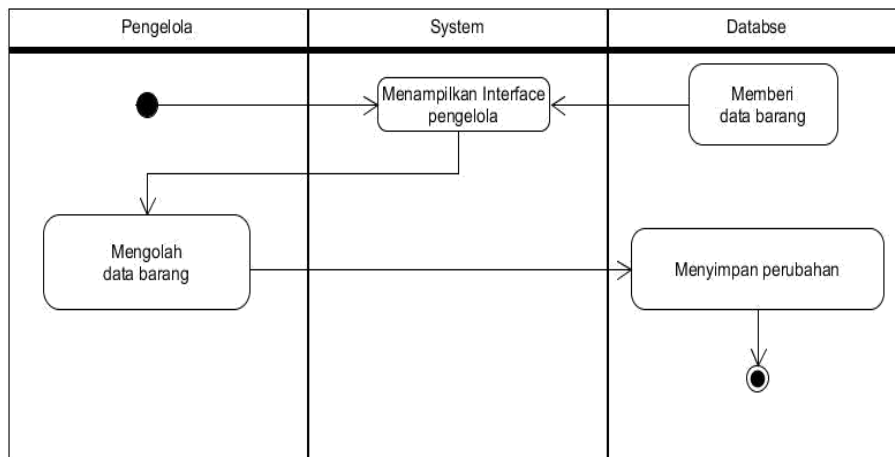 Pengelola
System
Databse
Menampilkan Interface
pengelola
Memberi
data barang
Mengolah
data barang
Menyimpan perubahan